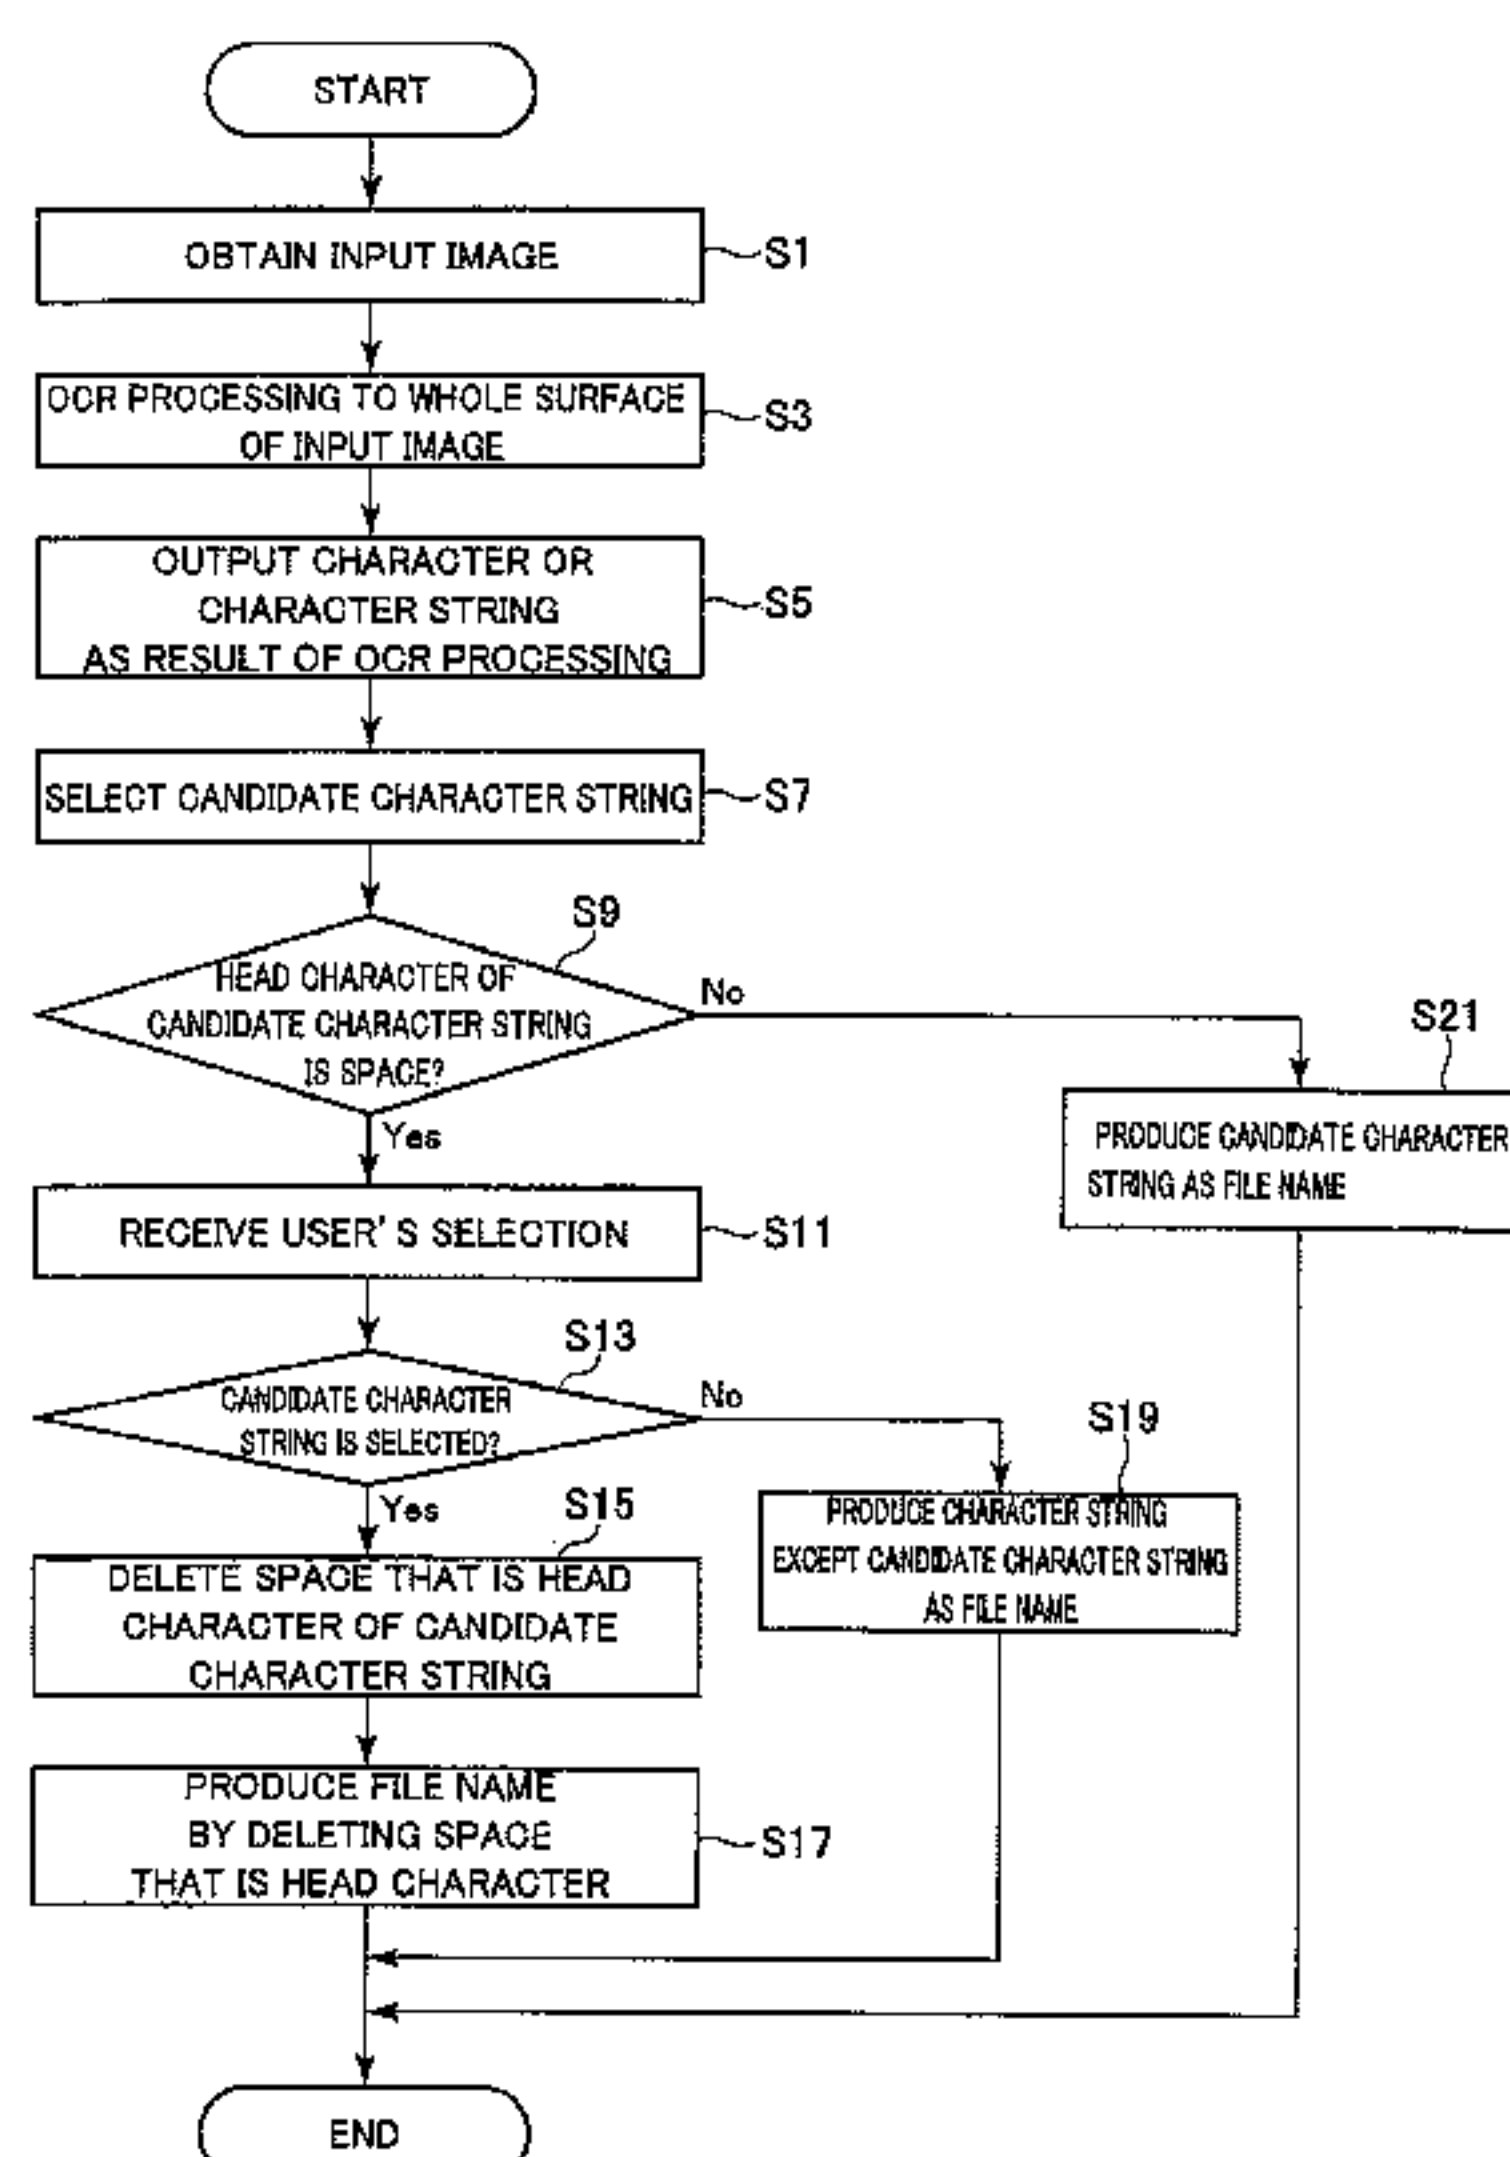 START
OBTAIN INPUT IMAGE
S1
OCR PROCESSING TO WHOLE SURFACE
OF INPUT IMAGE
S3
OUTPUT CHARACTER OR
CHARACTER STRING
AS RESULT OF OCR PROCESSING
S5
SELECT CANDIDATE CHARACTER STRING
S7
S9
HEAD CHARACTER OF
CANDIDATE CHARACTER STRING
IS SPACE?
No
Yes
S21
PRODUCE CANDIDATE CHARACTER
STRING AS FILE NAME
RECEIVE USER'S SELECTION
S11
S13
CANDIDATE CHARACTER
STRING IS SELECTED?
No
Yes
S19
PRODUCE CHARACTER STRING
EXCEPT CANDIDATE CHARACTER STRING
AS FILE NAME
S15
DELETE SPACE THAT IS HEAD
CHARACTER OF CANDIDATE
CHARACTER STRING
PRODUCE FILE NAME
BY DELETING SPACE
THAT IS HEAD CHARACTER
S17
END